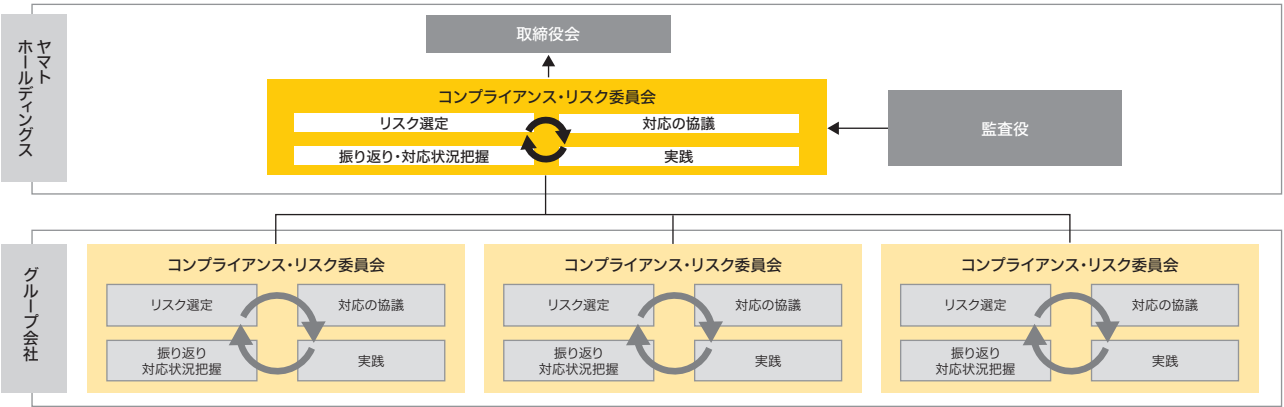 ヤマト
ホールディングス
取締役会
コンプライアンス・リスク委員会
リスク選定
対応の協議
振り返り・対応状況把握
実践
監査役
グループ会社
コンプライアンス・リスク委員会
リスク選定
対応の協議
振り返り
対応状況把握
実践
コンプライアンス・リスク委員会
リスク選定
対応の協議
振り返り
対応状況把握
実践
コンプライアンス・リスク委員会
リスク選定
対応の協議
振り返り
対応状況把握
実践